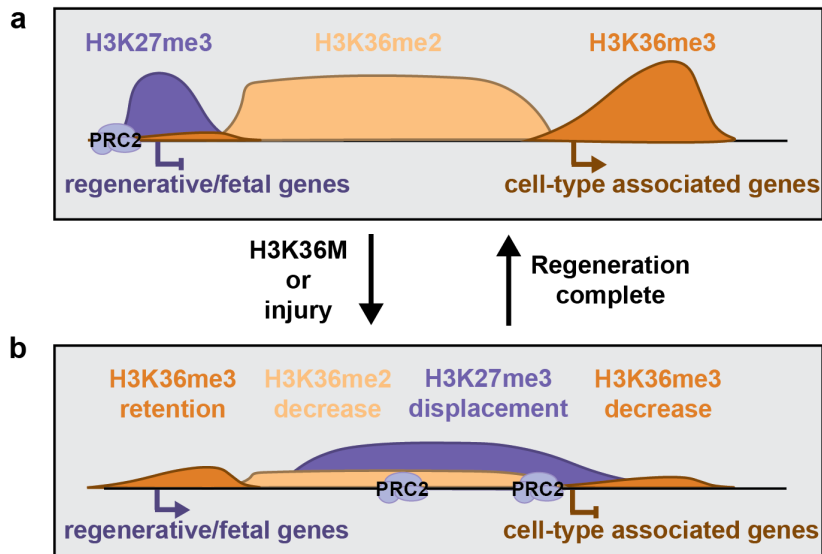 a
H3K27me3
H3K36me2
H3K36me3
PRC2
regenerative/fetal genes
cell-type associated genes
H3K36M
or
injury
Regeneration
complete
b
H3K36me3
retention
H3K36me2
decrease
H3K27me3
displacement
H3K36me3
decrease
PRC2
PRC2
regenerative/fetal genes
cell-type associated genes